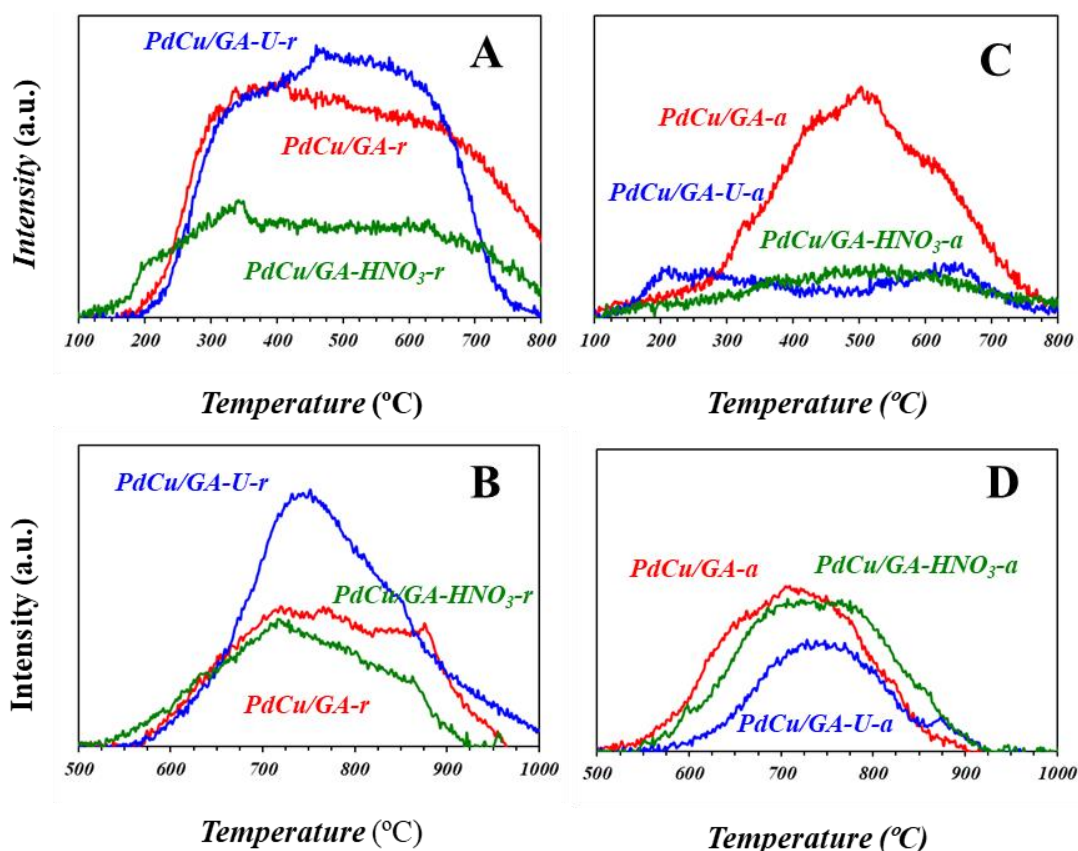 PdCu/GA-U-r
A
PdCu/GA-r
PdCu/GA-HNO₃-r
Intensity (a.u.)
100 200 300 400 500 600 700 800
Temperature (ºC)
C
PdCu/GA-a
PdCu/GA-U-a
PdCu/GA-HNO₃-a
100 200 300 400 500 600 700 800
Temperature (ºC)
PdCu/GA-U-r
B
PdCu/GA-HNO₃-r
PdCu/GA-r
Intensity (a.u.)
500 600 700 800 900 1000
Temperature (ºC)
D
PdCu/GA-a
PdCu/GA-HNO₃-a
PdCu/GA-U-a
500 600 700 800 900 1000
Temperature (ºC)